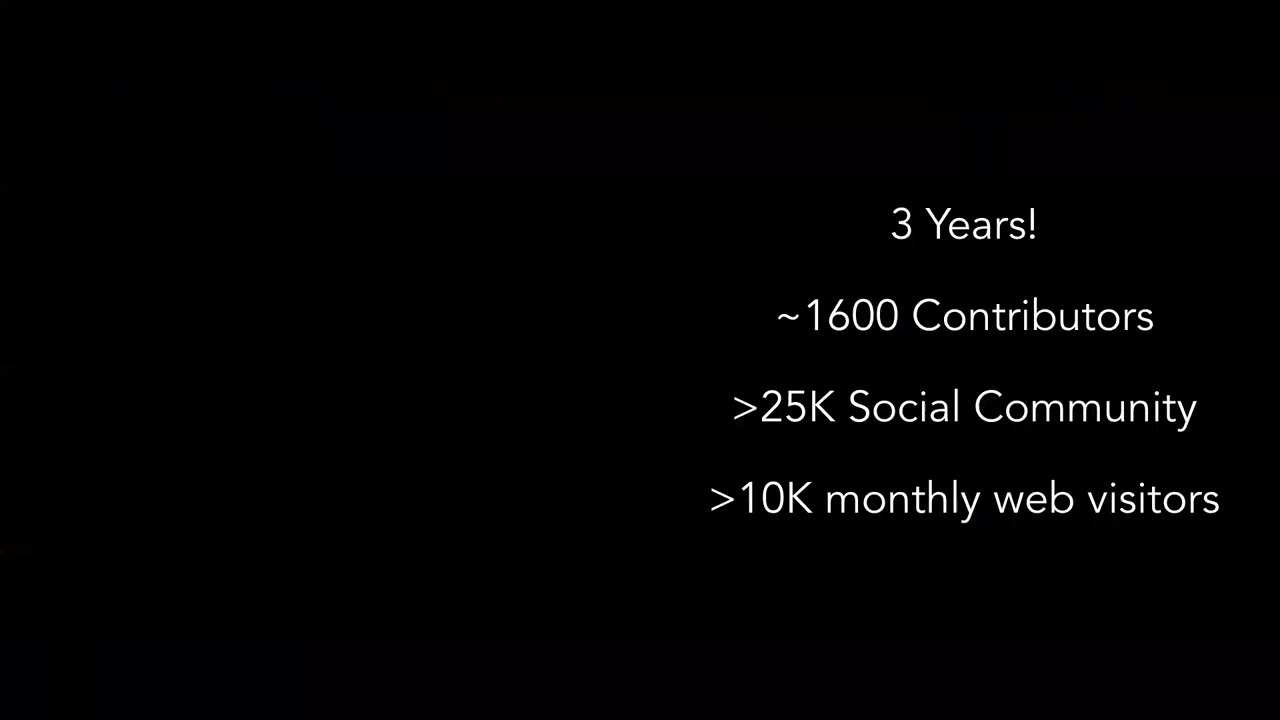 3 Years!
~1600 Contributors
>25K Social Community
>10K monthly web visitors